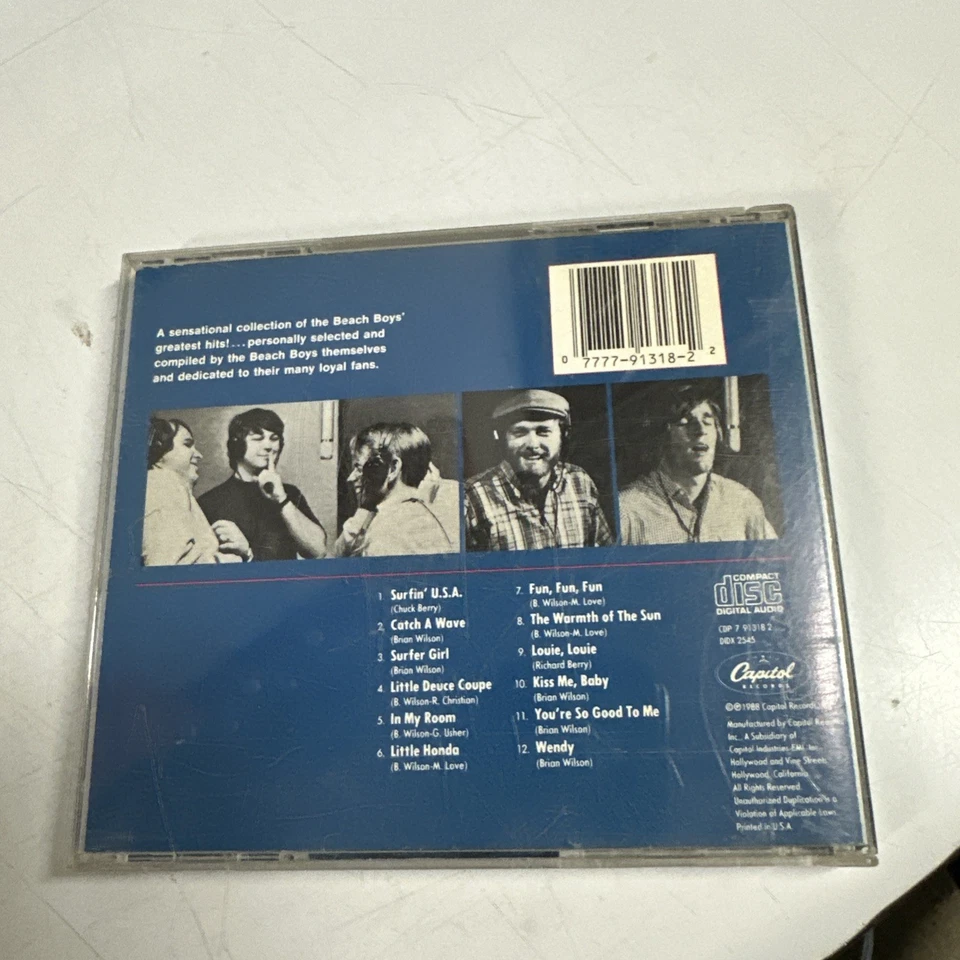 A sensational collection of the Beach Boys'
greatest hits!...personally selected and
compiled by the Beach Boys themselves
and dedicated to their many loyal fans.
0 7777-91318-2 2
1. Surfin' U.S.A.
(Chuck Berry)
2. Catch A Wave
(Brian Wilson)
3. Surfer Girl
(Brian Wilson)
4. Little Deuce Coupe
(B. Wilson-R. Christian)
5. In My Room
(B. Wilson-G. Usher)
6. Little Honda
(B. Wilson-M. Love)
7. Fun, Fun, Fun
(B. Wilson-M. Love)
8. The Warmth of The Sun
(B. Wilson-M. Love)
9. Louie, Louie
(Richard Berry)
10. Kiss Me, Baby
(Brian Wilson)
11. You're So Good To Me
(Brian Wilson)
12. Wendy
(Brian Wilson)
COMPACT
disc
DIGITAL AUDIO
CDP 7 91318 2
DIDX 2545
Capitol
RECORDS
©℗1988 Capitol Records,
Manufactured by Capitol
Inc., A Subsidiary of
Capitol Industries-EMI, Inc.
Hollywood and Vine Streets
Hollywood, California
All Rights Reserved.
Unauthorized Duplication is a
Violation of Applicable Laws.
Printed in U.S.A.